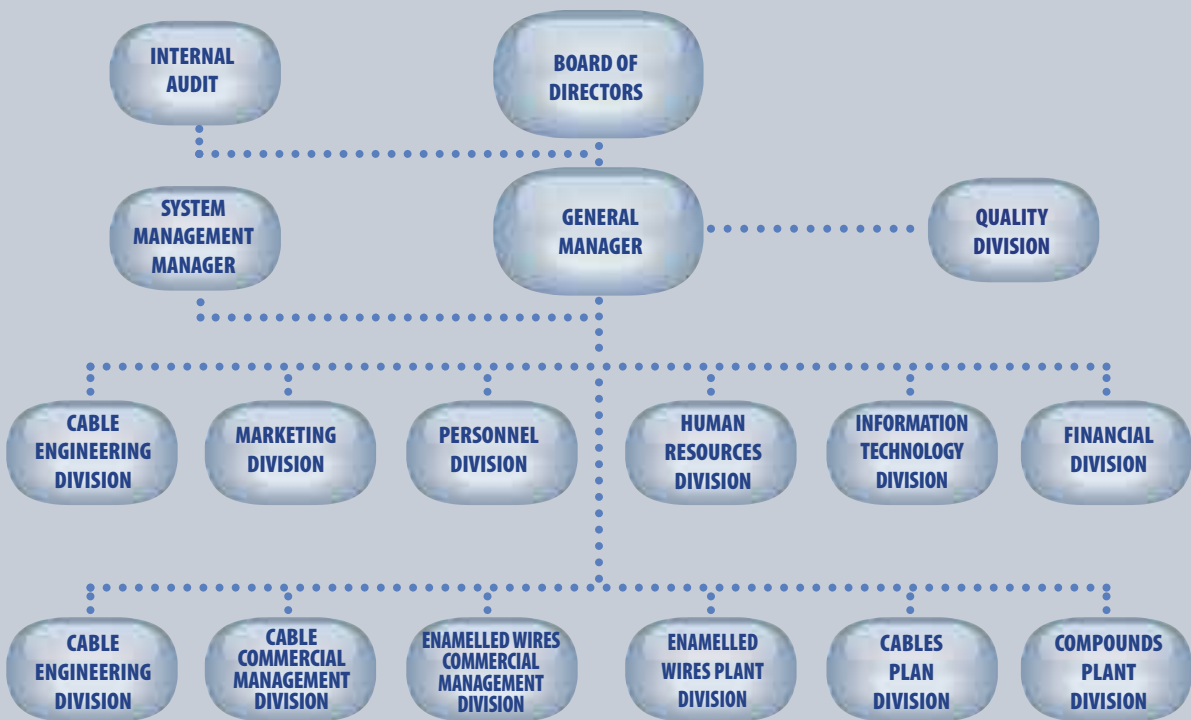 INTERNAL
AUDIT
BOARD OF
DIRECTORS
SYSTEM
MANAGEMENT
MANAGER
GENERAL
MANAGER
QUALITY
DIVISION
CABLE
ENGINEERING
DIVISION
MARKETING
DIVISION
PERSONNEL
DIVISION
HUMAN
RESOURCES
DIVISION
INFORMATION
TECHNOLOGY
DIVISION
FINANCIAL
DIVISION
CABLE
ENGINEERING
DIVISION
CABLE
COMMERCIAL
MANAGEMENT
DIVISION
ENAMELLED WIRES
COMMERCIAL
MANAGEMENT
DIVISION
ENAMELLED
WIRES PLANT
DIVISION
CABLES
PLAN
DIVISION
COMPOUNDS
PLANT
DIVISION